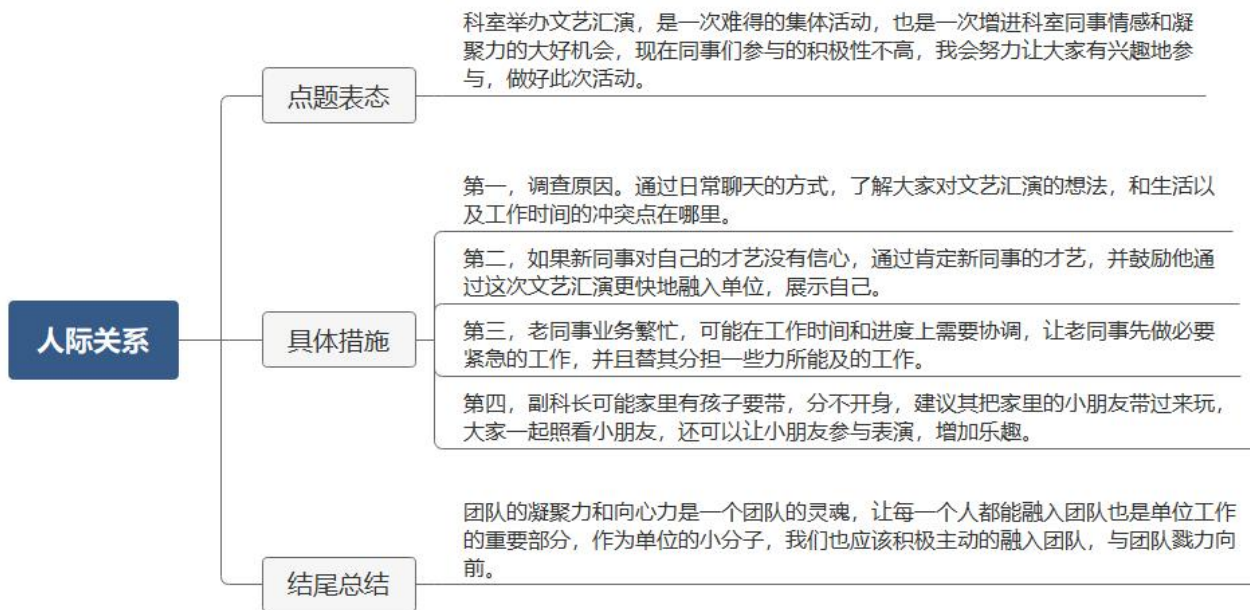 科室举办文艺汇演，是一次难得的集体活动，也是一次增进科室同事情感和凝
聚力的大好机会，现在同事们参与的积极性不高，我会努力让大家有兴趣地参
与，做好此次活动。
点题表态
第一，调查原因。通过日常聊天的方式，了解大家对文艺汇演的想法，和生活以
及工作时间的冲突点在哪里。
第二，如果新同事对自己的才艺没有信心，通过肯定新同事的才艺，并鼓励他通
过这次文艺汇演更快地融入单位，展示自己。
人际关系
具体措施
第三，老同事业务繁忙，可能在工作时间和进度上需要协调，让老同事先做必要
紧急的工作，并且替其分担一些力所能及的工作。
第四，副科长可能家里有孩子要带，分不开身，建议其把家里的小朋友带过来玩，
大家一起照看小朋友，还可以让小朋友参与表演，增加乐趣。
团队的凝聚力和向心力是一个团队的灵魂，让每一个人都能融入团队也是单位工作
的重要部分，作为单位的小分子，我们也应该积极主动的融入团队，与团队戮力向
前。
结尾总结